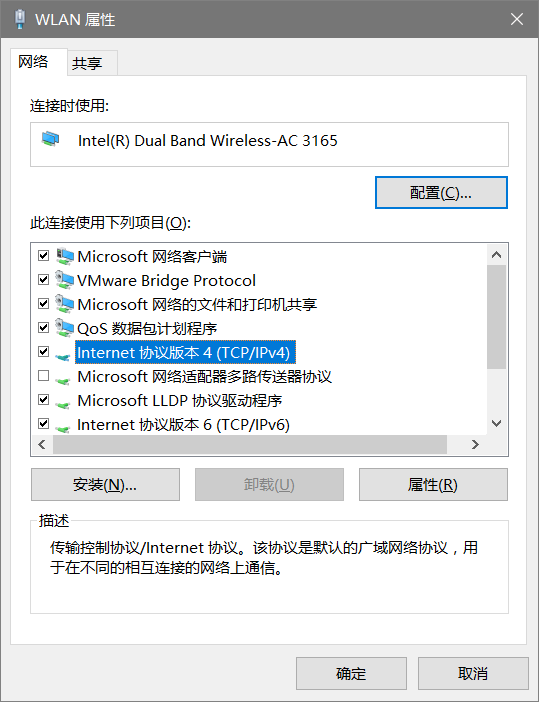 WLAN 属性
网络
共享
连接时使用:
Intel(R) Dual Band Wireless-AC 3165
配置(C)...
此连接使用下列项目(O):
Microsoft 网络客户端
VMware Bridge Protocol
Microsoft 网络的文件和打印机共享
QoS 数据包计划程序
Internet 协议版本 4 (TCP/IPv4)
Microsoft 网络适配器多路传送器协议
Microsoft LLDP 协议驱动程序
Internet 协议版本 6 (TCP/IPv6)
安装(N)...
卸载(U)
属性(R)
描述
传输控制协议/Internet 协议。该协议是默认的广域网络协议，用
于在不同的相互连接的网络上通信。
确定
取消